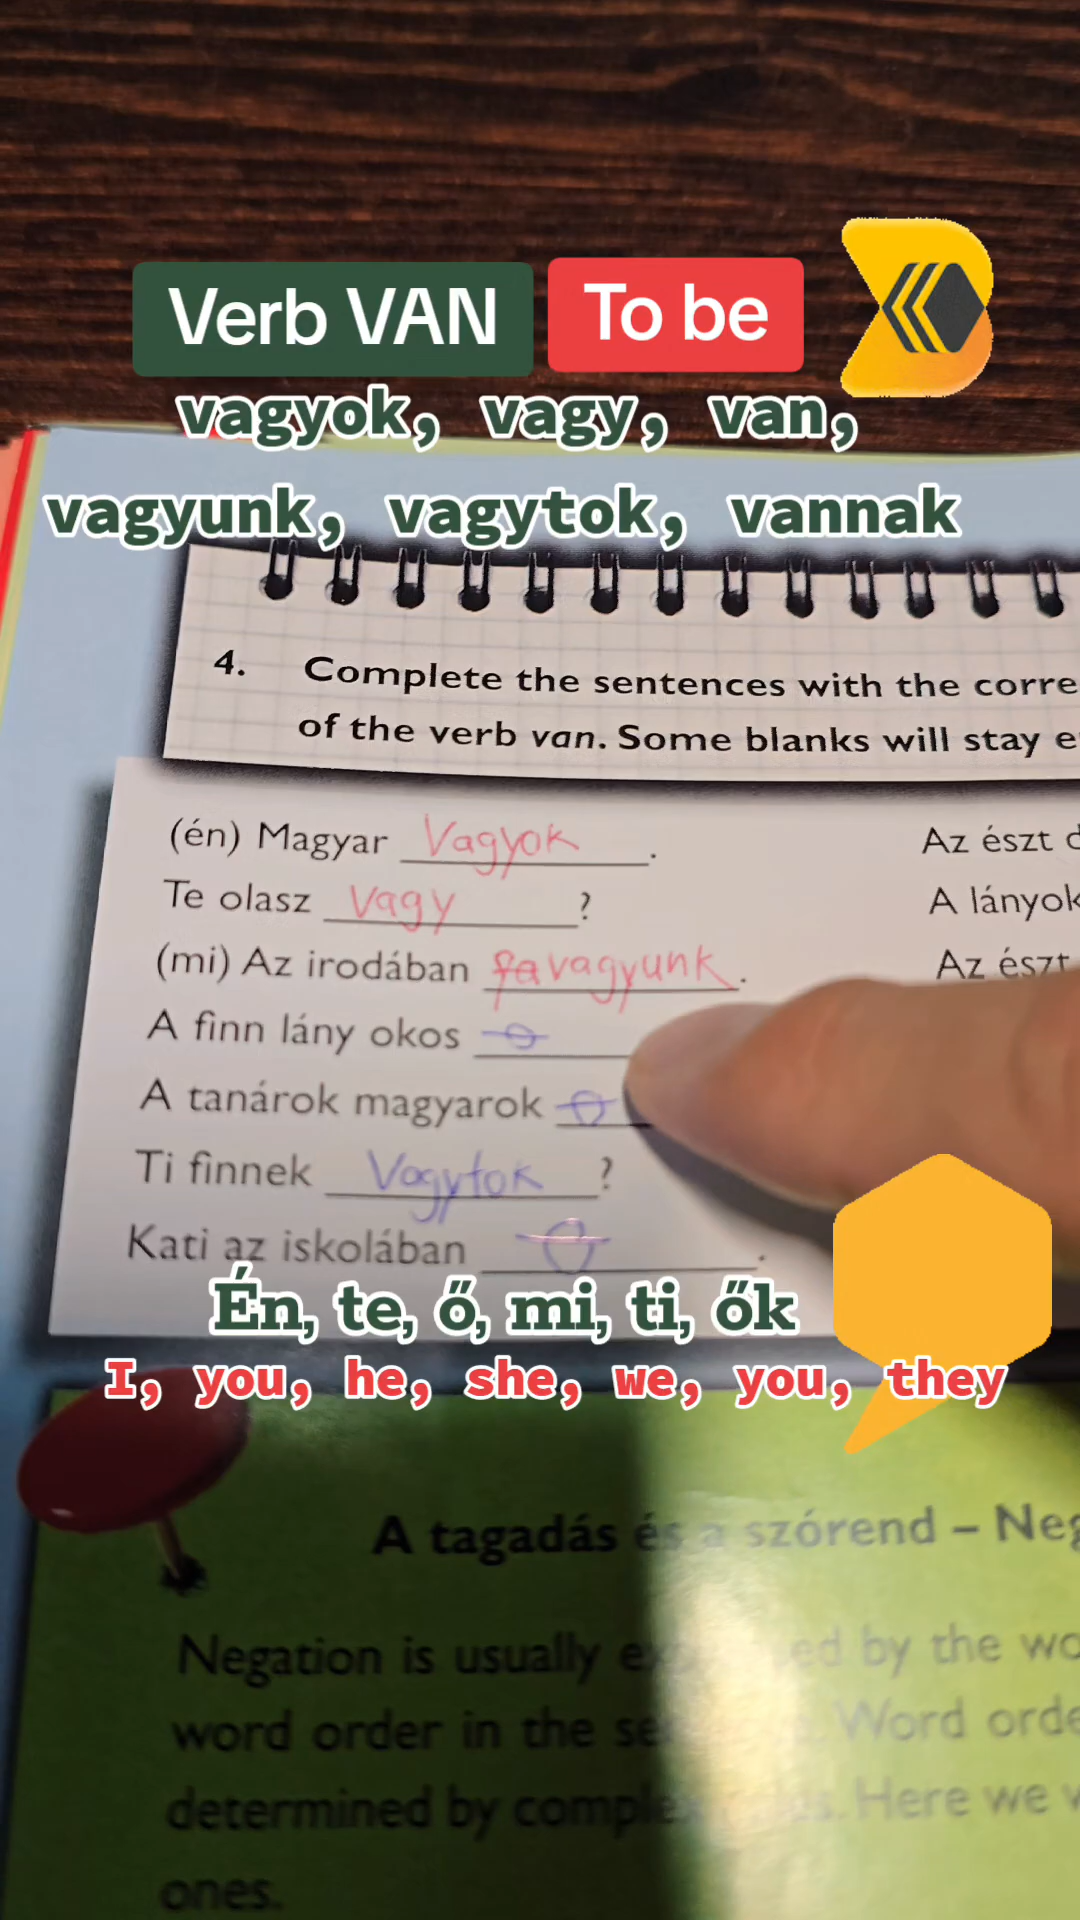 Verb VAN To be
vagyok, vagy, van,
vagyunk, vagytok, vannak
4. Complete the sentences with the corre
of the verb van. Some blanks will stay e
(én) Magyar Vagyok.
Te olasz Vagy?
(mi) Az irodában vagyunk.
A finn lány okos
A tanárok magyarok
Ti finnek Vagytok?
Kati az iskolában .
Az észt
A lányok
Az észt
Én, te, ő, mi, ti, ők
I, you, he, she, we, you, they
A tagadás és a szórend – Neg
Negation is usually by the wo
word order in the Word orde
determined by Here we
ones.